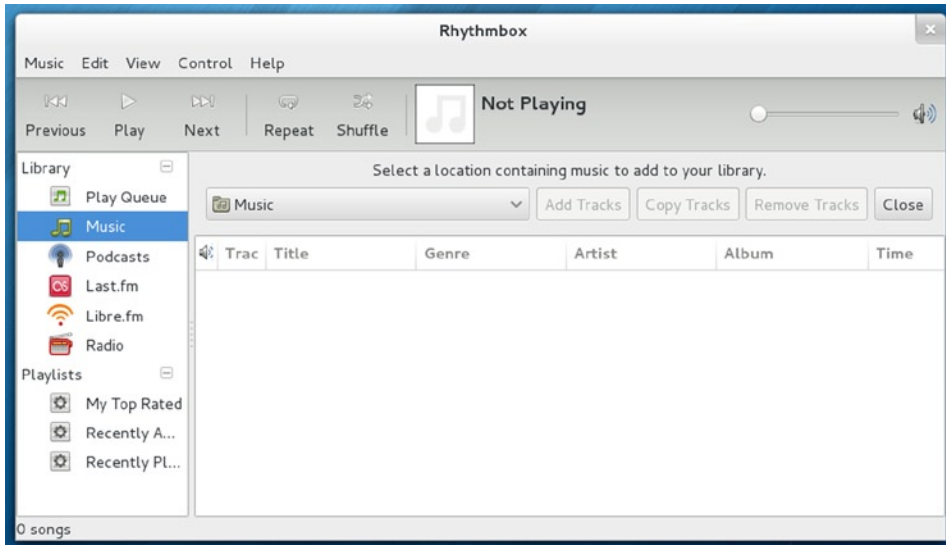 Rhythmbox
Music Edit View Control Help
Previous Play Next Repeat Shuffle Not Playing
Library
Play Queue
Music
Podcasts
Last.fm
Libre.fm
Radio
Playlists
My Top Rated
Recently A...
Recently Pl...
Select a location containing music to add to your library.
Music Add Tracks Copy Tracks Remove Tracks Close
Trac Title Genre Artist Album Time
0 songs